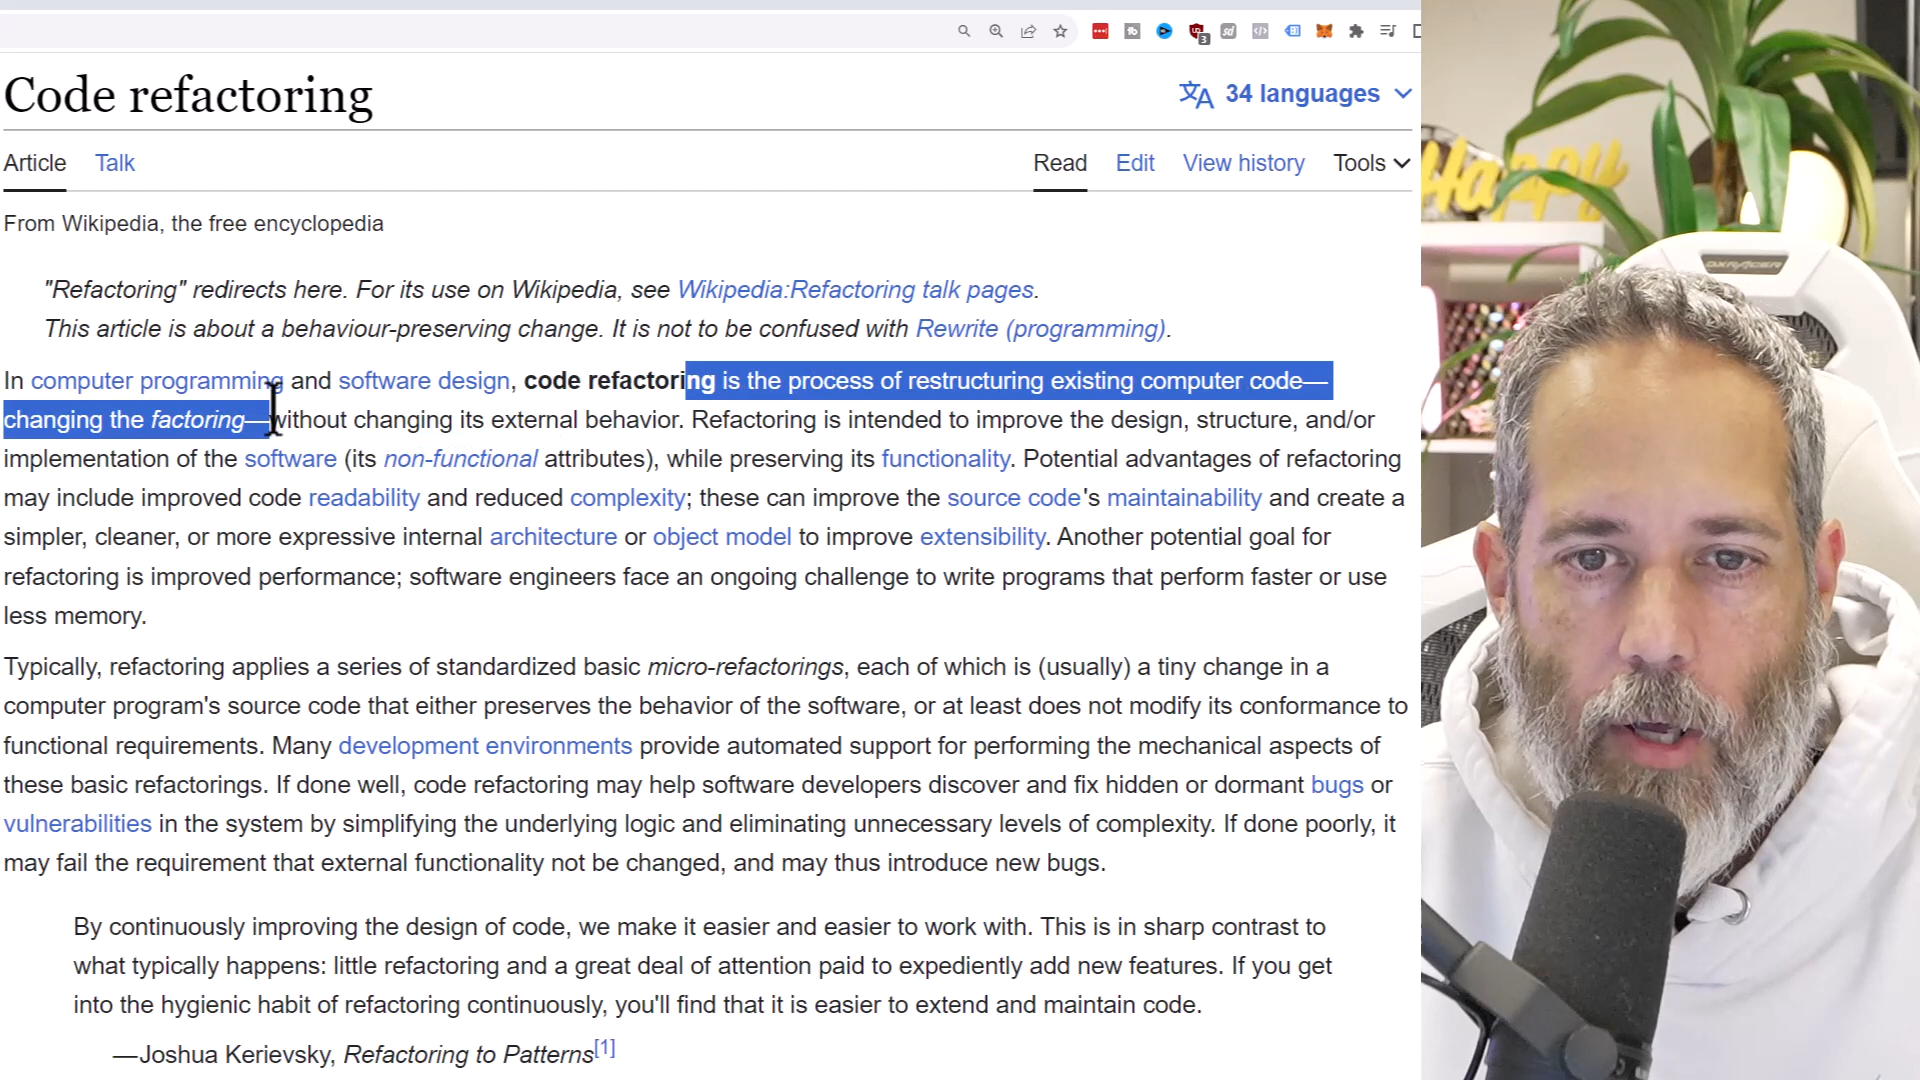 Code refactoring
34 languages
Article Talk
Read Edit View history Tools
From Wikipedia, the free encyclopedia
"Refactoring" redirects here. For its use on Wikipedia, see Wikipedia:Refactoring talk pages.
This article is about a behaviour-preserving change. It is not to be confused with Rewrite (programming).
In computer programming and software design, code refactoring is the process of restructuring existing computer code—
changing the factoring—without changing its external behavior. Refactoring is intended to improve the design, structure, and/or
implementation of the software (its non-functional attributes), while preserving its functionality. Potential advantages of refactoring
may include improved code readability and reduced complexity; these can improve the source code's maintainability and create a
simpler, cleaner, or more expressive internal architecture or object model to improve extensibility. Another potential goal for
refactoring is improved performance; software engineers face an ongoing challenge to write programs that perform faster or use
less memory.
Typically, refactoring applies a series of standardized basic micro-refactorings, each of which is (usually) a tiny change in a
computer program's source code that either preserves the behavior of the software, or at least does not modify its conformance to
functional requirements. Many development environments provide automated support for performing the mechanical aspects of
these basic refactorings. If done well, code refactoring may help software developers discover and fix hidden or dormant bugs or
vulnerabilities in the system by simplifying the underlying logic and eliminating unnecessary levels of complexity. If done poorly, it
may fail the requirement that external functionality not be changed, and may thus introduce new bugs.
By continuously improving the design of code, we make it easier and easier to work with. This is in sharp contrast to
what typically happens: little refactoring and a great deal of attention paid to expediently add new features. If you get
into the hygienic habit of refactoring continuously, you'll find that it is easier to extend and maintain code.
—Joshua Kerievsky, Refactoring to Patterns[1]
Happy
DXRACER
3